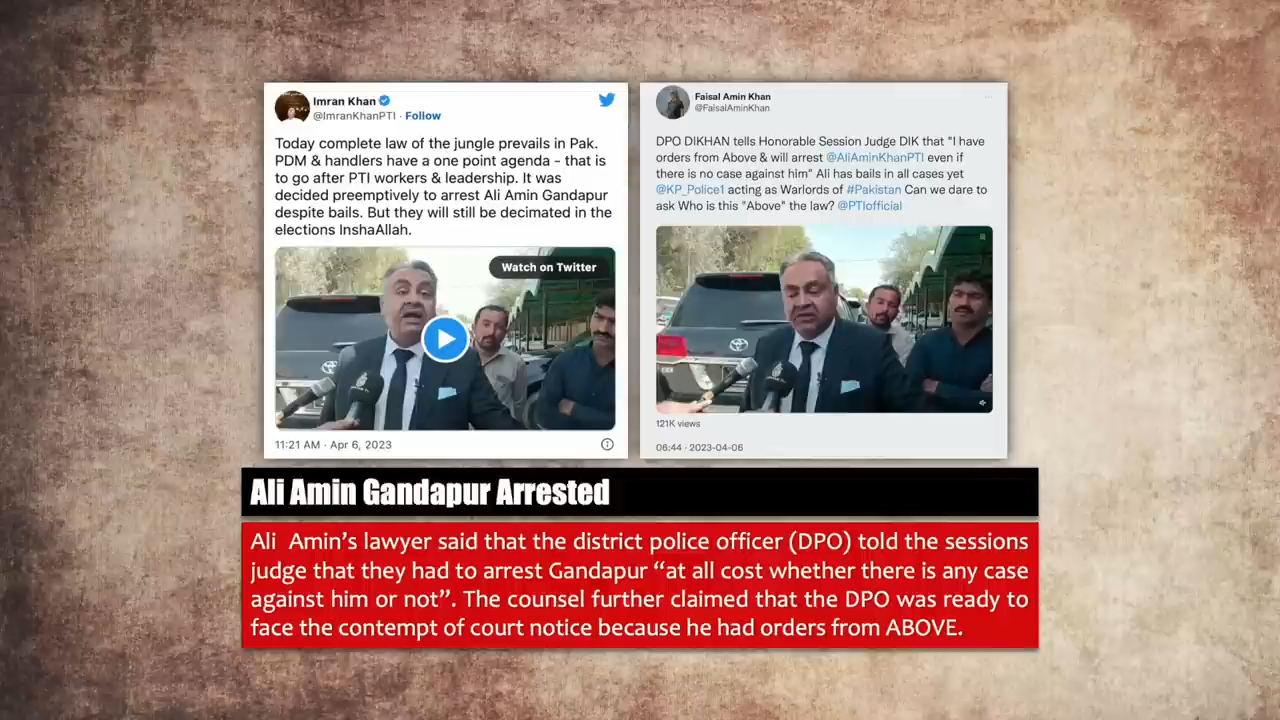 Imran Khan
@ImranKhanPTI · Follow
Today complete law of the jungle prevails in Pak.
PDM & handlers have a one point agenda - that is
to go after PTI workers & leadership. It was
decided preemptively to arrest Ali Amin Gandapur
despite bails. But they will still be decimated in the
elections InshaAllah.
Watch on Twitter
11:21 AM · Apr 6, 2023
Faisal Amin Khan
@FaisalAminKhan
DPO DIKHAN tells Honorable Session Judge DIK that "I have
orders from Above & will arrest @AliAminKhanPTI even if
there is no case against him" Ali has bails in all cases yet
@KP_Police1 acting as Warlords of #Pakistan Can we dare to
ask Who is this "Above" the law? @PTIofficial
121K views
06:44 · 2023-04-06
Ali Amin Gandapur Arrested
Ali Amin’s lawyer said that the district police officer (DPO) told the sessions
judge that they had to arrest Gandapur “at all cost whether there is any case
against him or not”. The counsel further claimed that the DPO was ready to
face the contempt of court notice because he had orders from ABOVE.